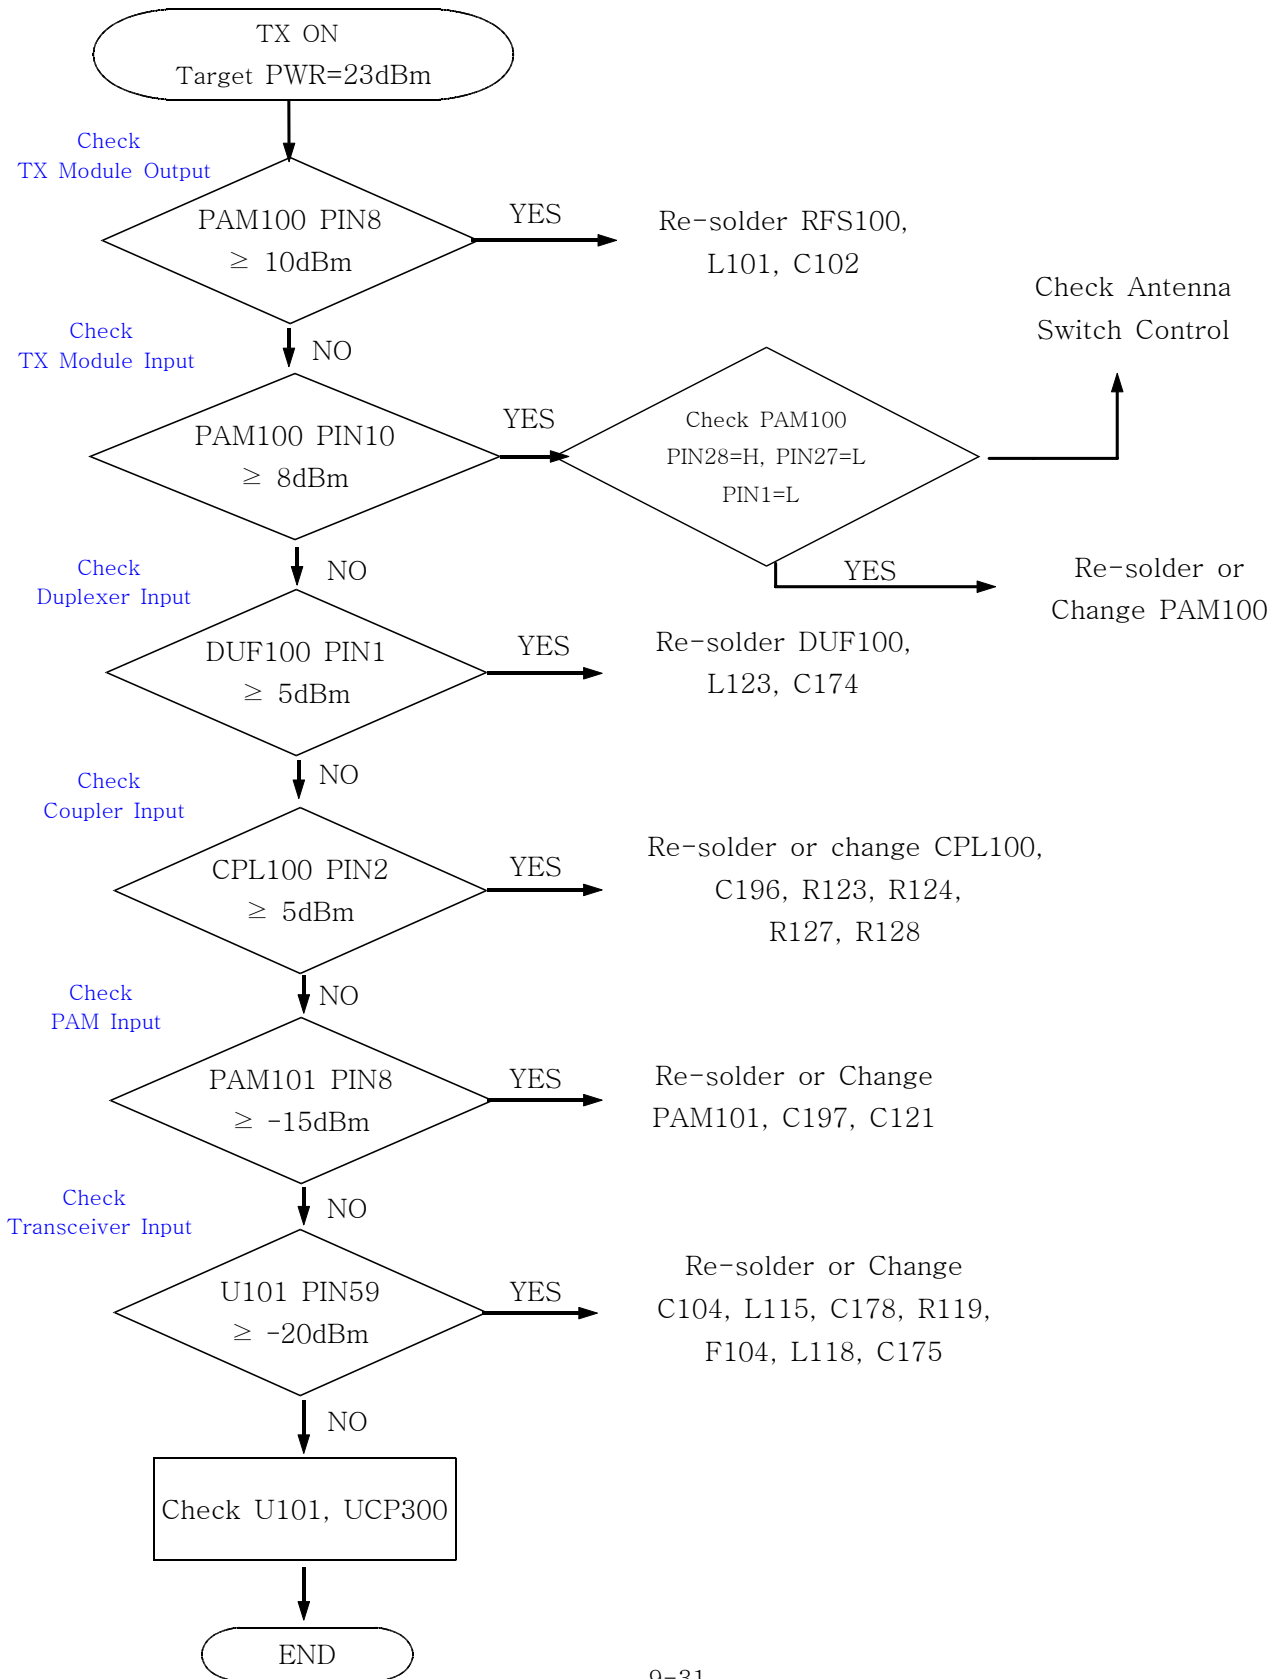 TX ON
Target PWR=23dBm
Check
TX Module Output
PAM100 PIN8
≥ 10dBm
YES
Re-solder RFS100,
L101, C102
NO
Check
TX Module Input
PAM100 PIN10
≥ 8dBm
YES
Check PAM100
PIN28=H, PIN27=L
PIN1=L
Check Antenna
Switch Control
YES
Re-solder or
Change PAM100
NO
Check
Duplexer Input
DUF100 PIN1
≥ 5dBm
YES
Re-solder DUF100,
L123, C174
NO
Check
Coupler Input
CPL100 PIN2
≥ 5dBm
YES
Re-solder or change CPL100,
C196, R123, R124,
R127, R128
NO
Check
PAM Input
PAM101 PIN8
≥ -15dBm
YES
Re-solder or Change
PAM101, C197, C121
NO
Check
Transceiver Input
U101 PIN59
≥ -20dBm
YES
Re-solder or Change
C104, L115, C178, R119,
F104, L118, C175
NO
Check U101, UCP300
END
9-31